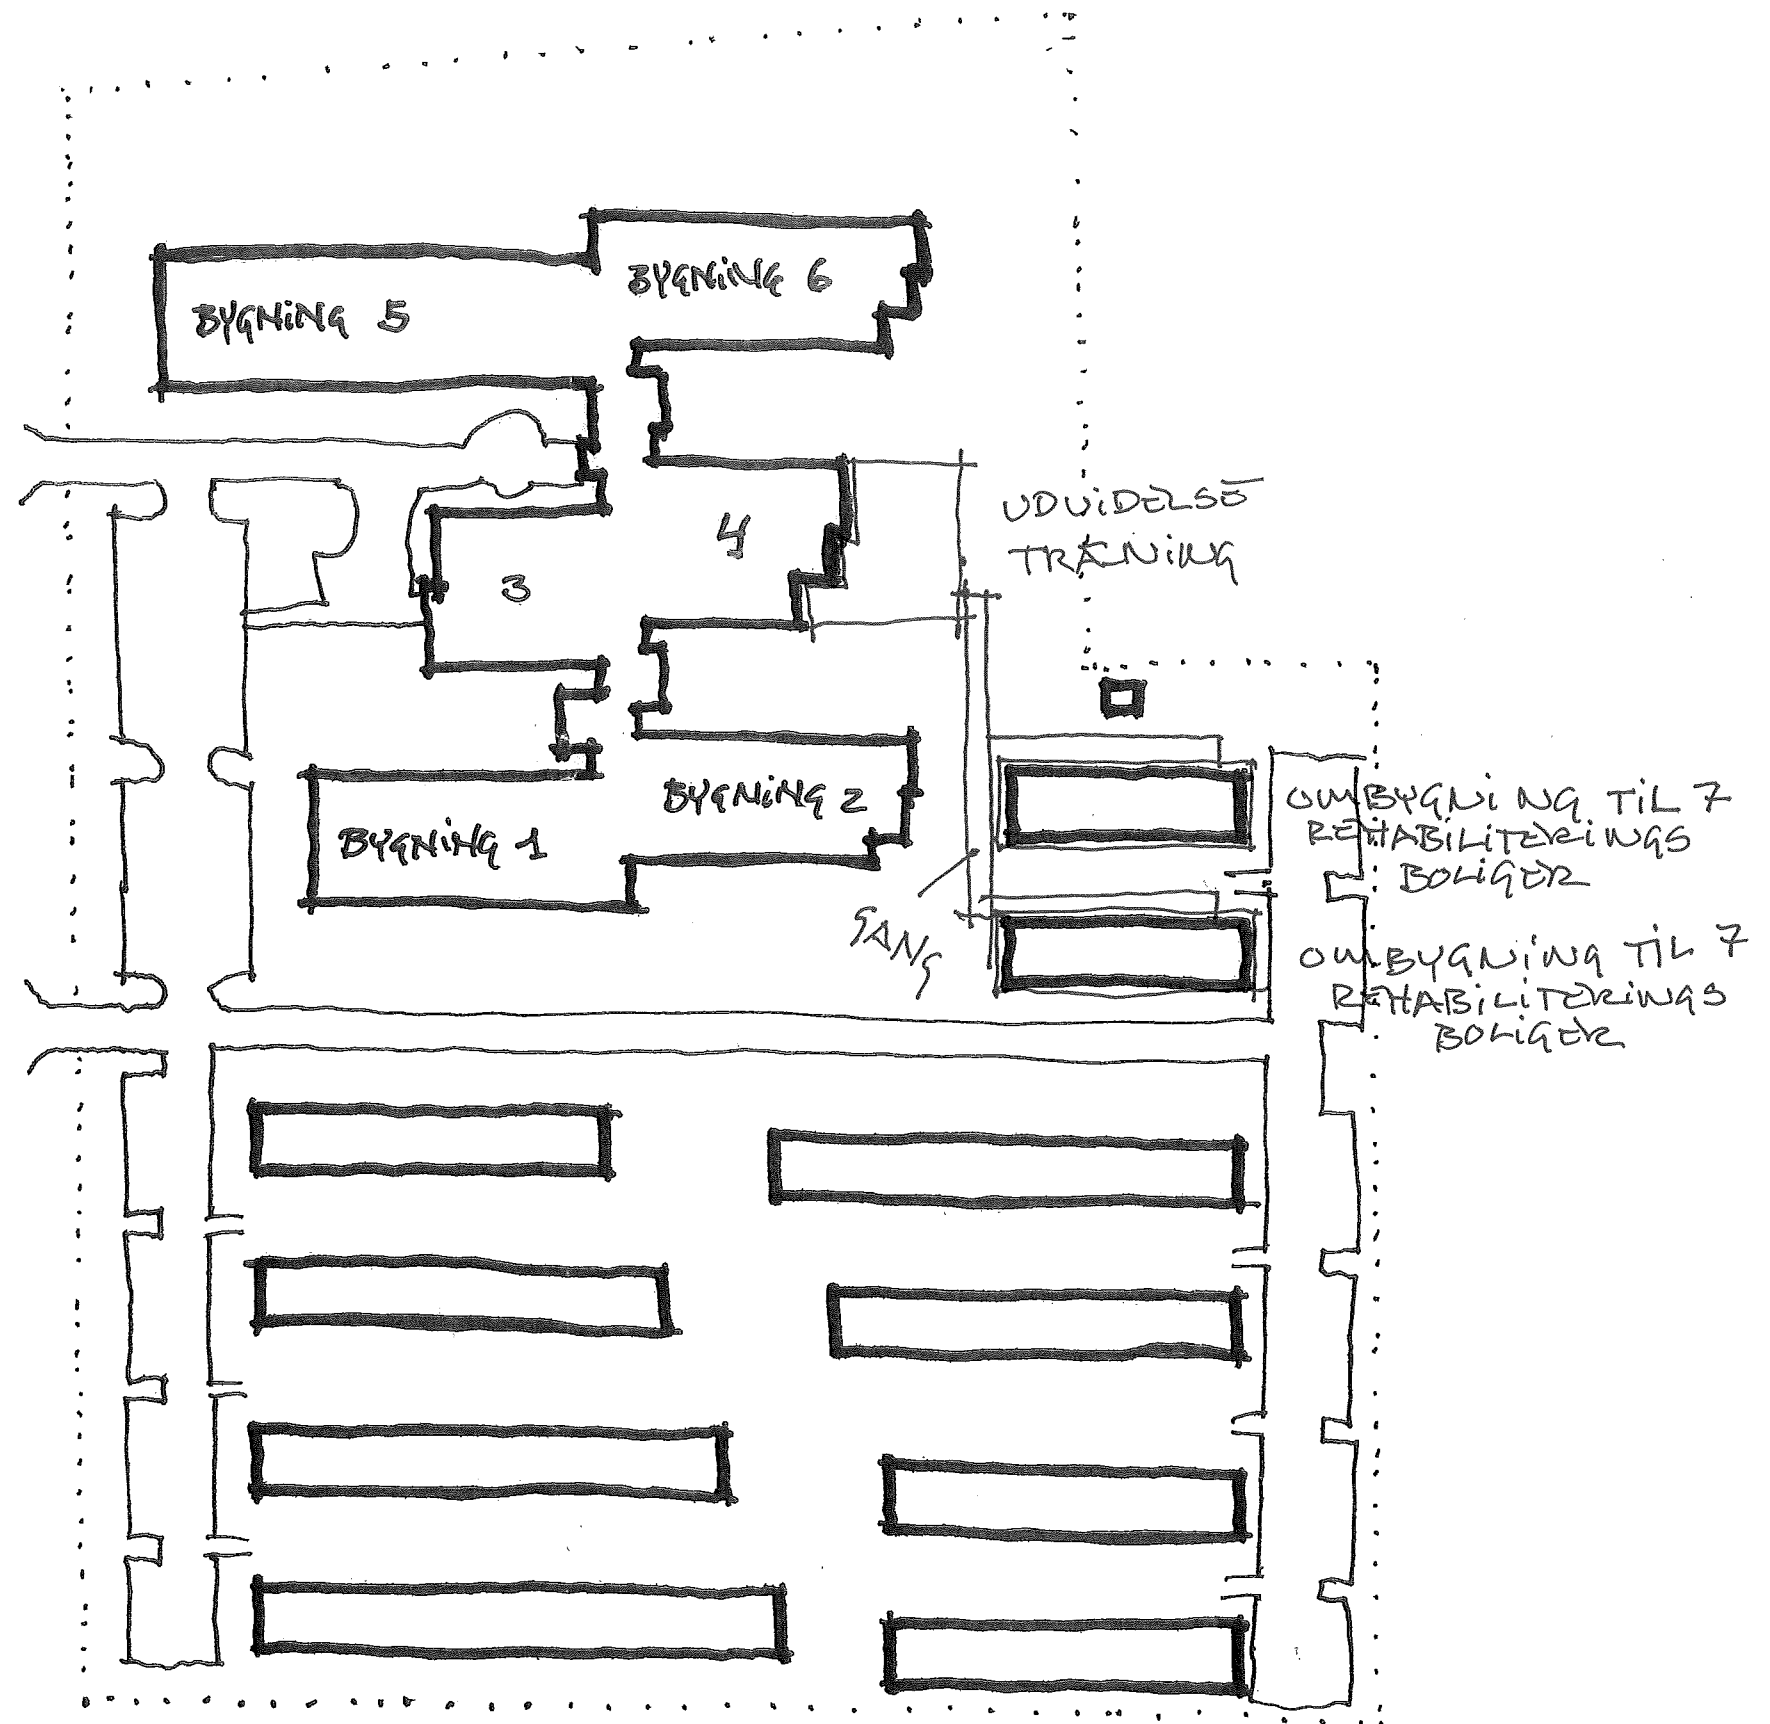 BYGNING 6
BYGNING 5
UDVIDELSE
TRÆNING
4
3
BYGNING 2
BYGNING 1
OMBYGNING TIL 7
REHABILITERINGS
BOLIGER
GANG
OMBYGNING TIL 7
REHABILITERINGS
BOLIGER